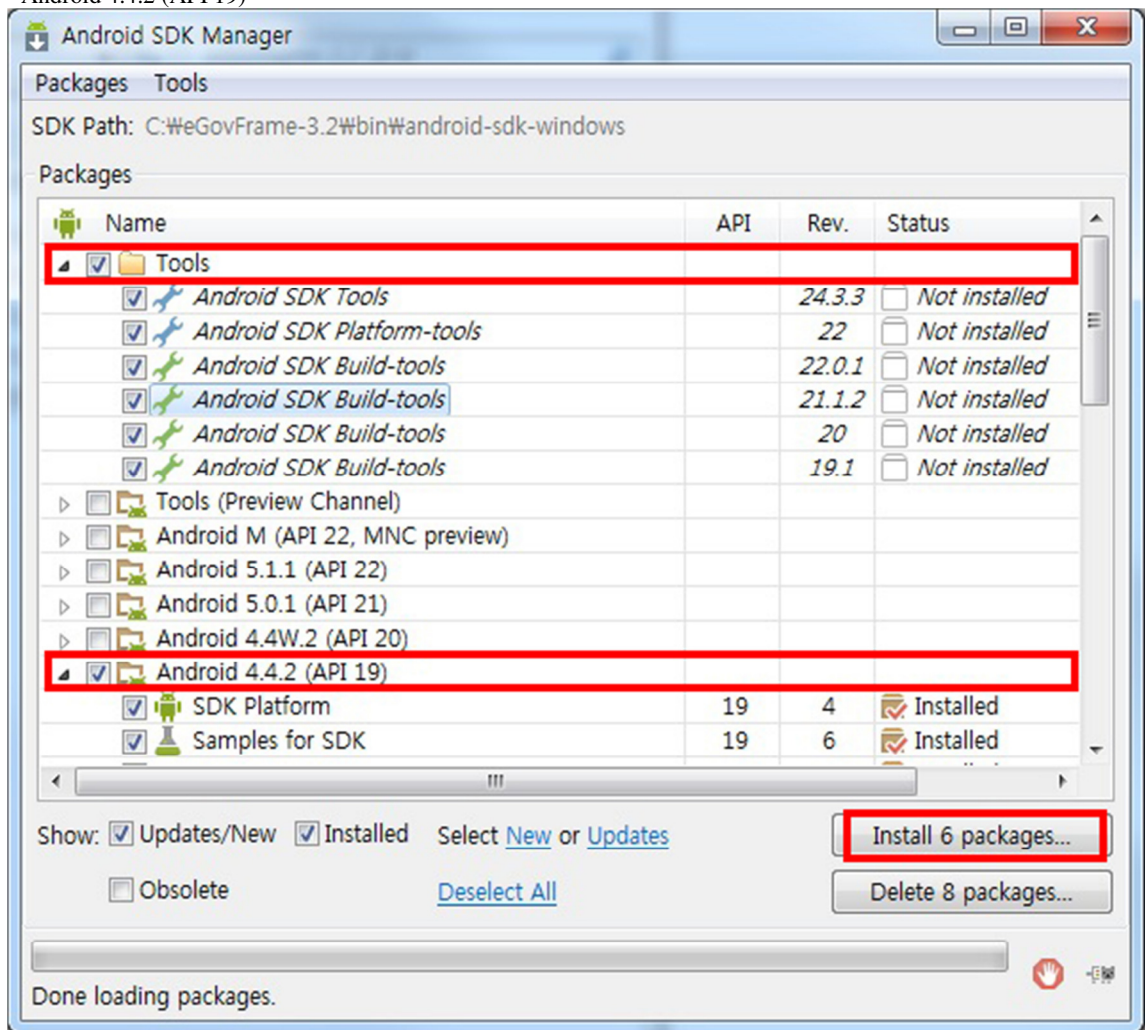 Android 4.4.2 (API 19)
Android SDK Manager
Packages Tools
SDK Path: C:₩eGovFrame-3.2₩bin₩android-sdk-windows
Packages
Name API Rev. Status
Tools
Android SDK Tools 24.3.3 Not installed
Android SDK Platform-tools 22 Not installed
Android SDK Build-tools 22.0.1 Not installed
Android SDK Build-tools 21.1.2 Not installed
Android SDK Build-tools 20 Not installed
Android SDK Build-tools 19.1 Not installed
Tools (Preview Channel)
Android M (API 22, MNC preview)
Android 5.1.1 (API 22)
Android 5.0.1 (API 21)
Android 4.4W.2 (API 20)
Android 4.4.2 (API 19)
SDK Platform 19 4 Installed
Samples for SDK 19 6 Installed
Show: Updates/New Installed Select New or Updates Install 6 packages...
Obsolete Deselect All Delete 8 packages...
Done loading packages.